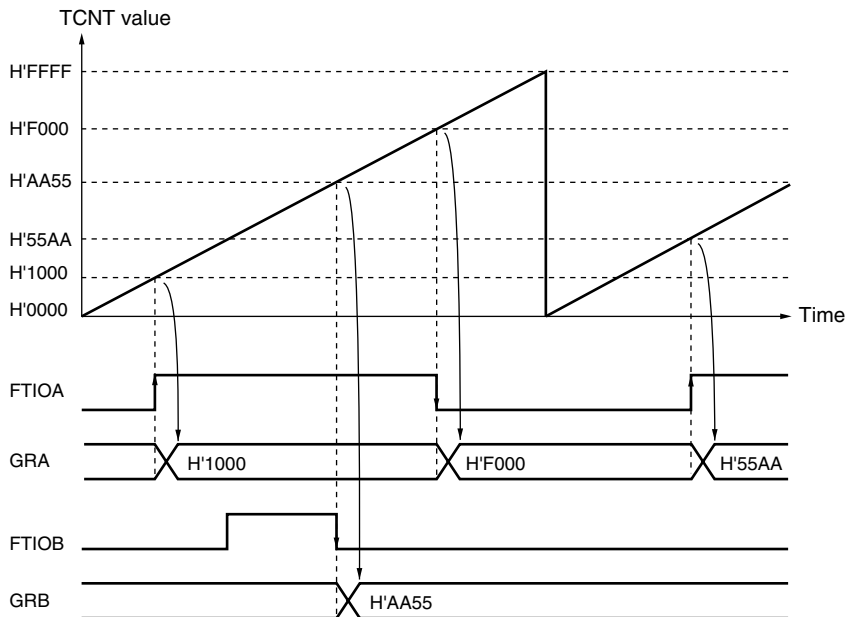 TCNT value
H'FFFF
H'F000
H'AA55
H'55AA
H'1000
H'0000
Time
FTIOA
GRA
H'1000
H'F000
H'55AA
FTIOB
GRB
H'AA55